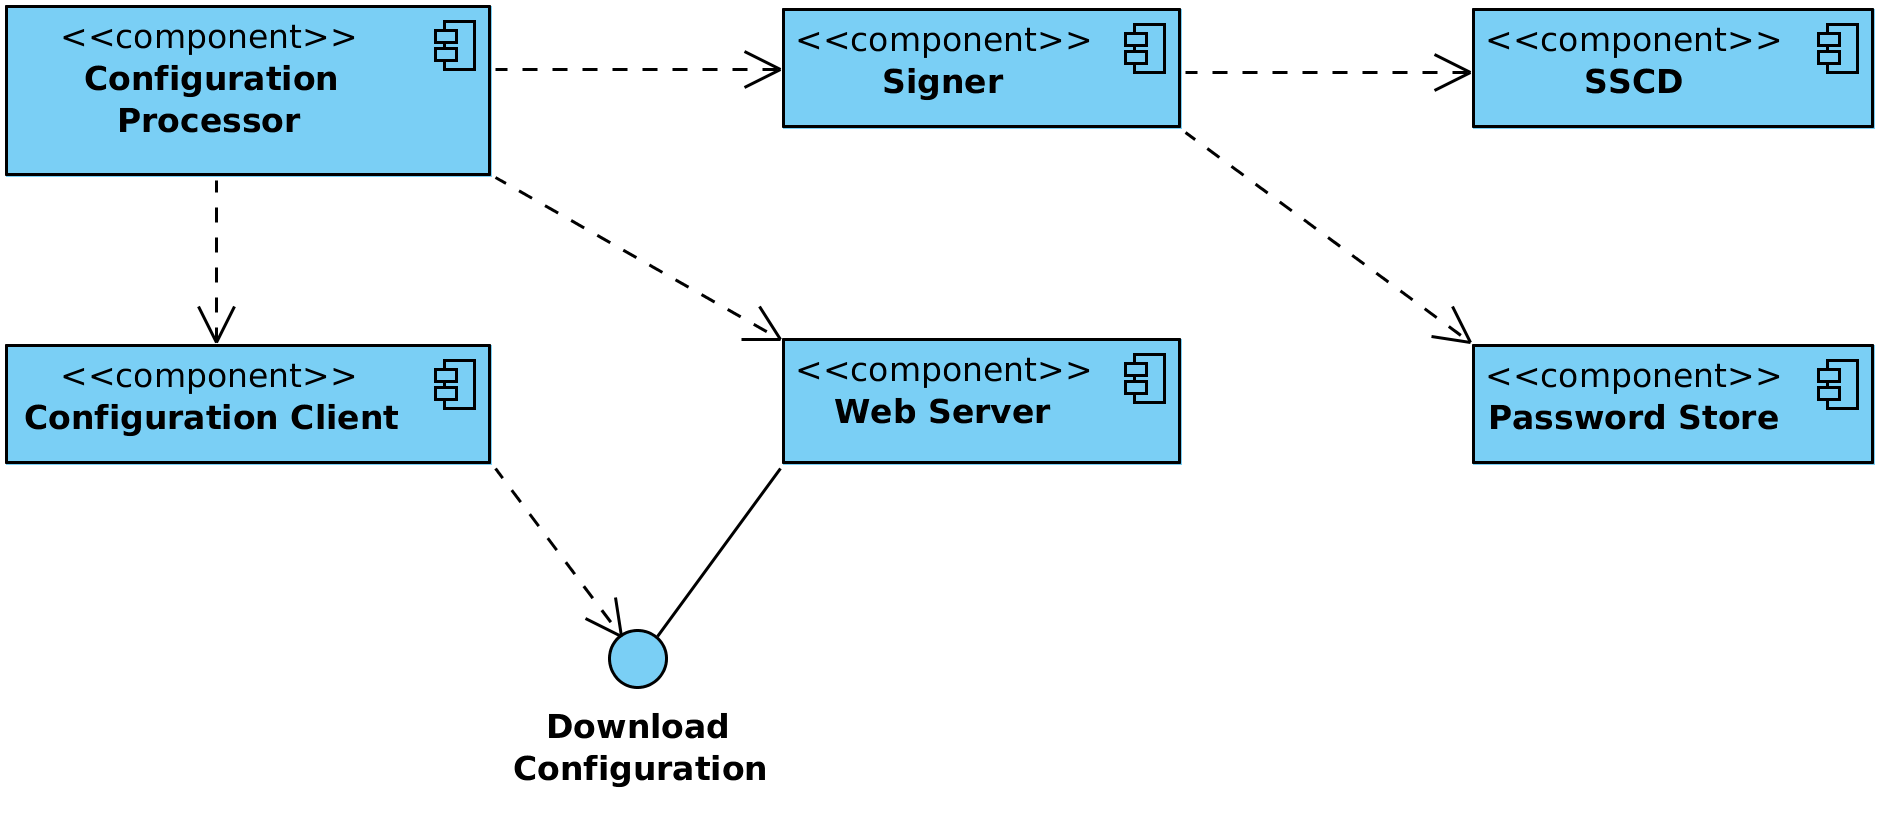 <<component>>
Configuration
Processor
<<component>>
Signer
<<component>>
SSCD
<<component>>
Configuration Client
<<component>>
Web Server
<<component>>
Password Store
Download
Configuration